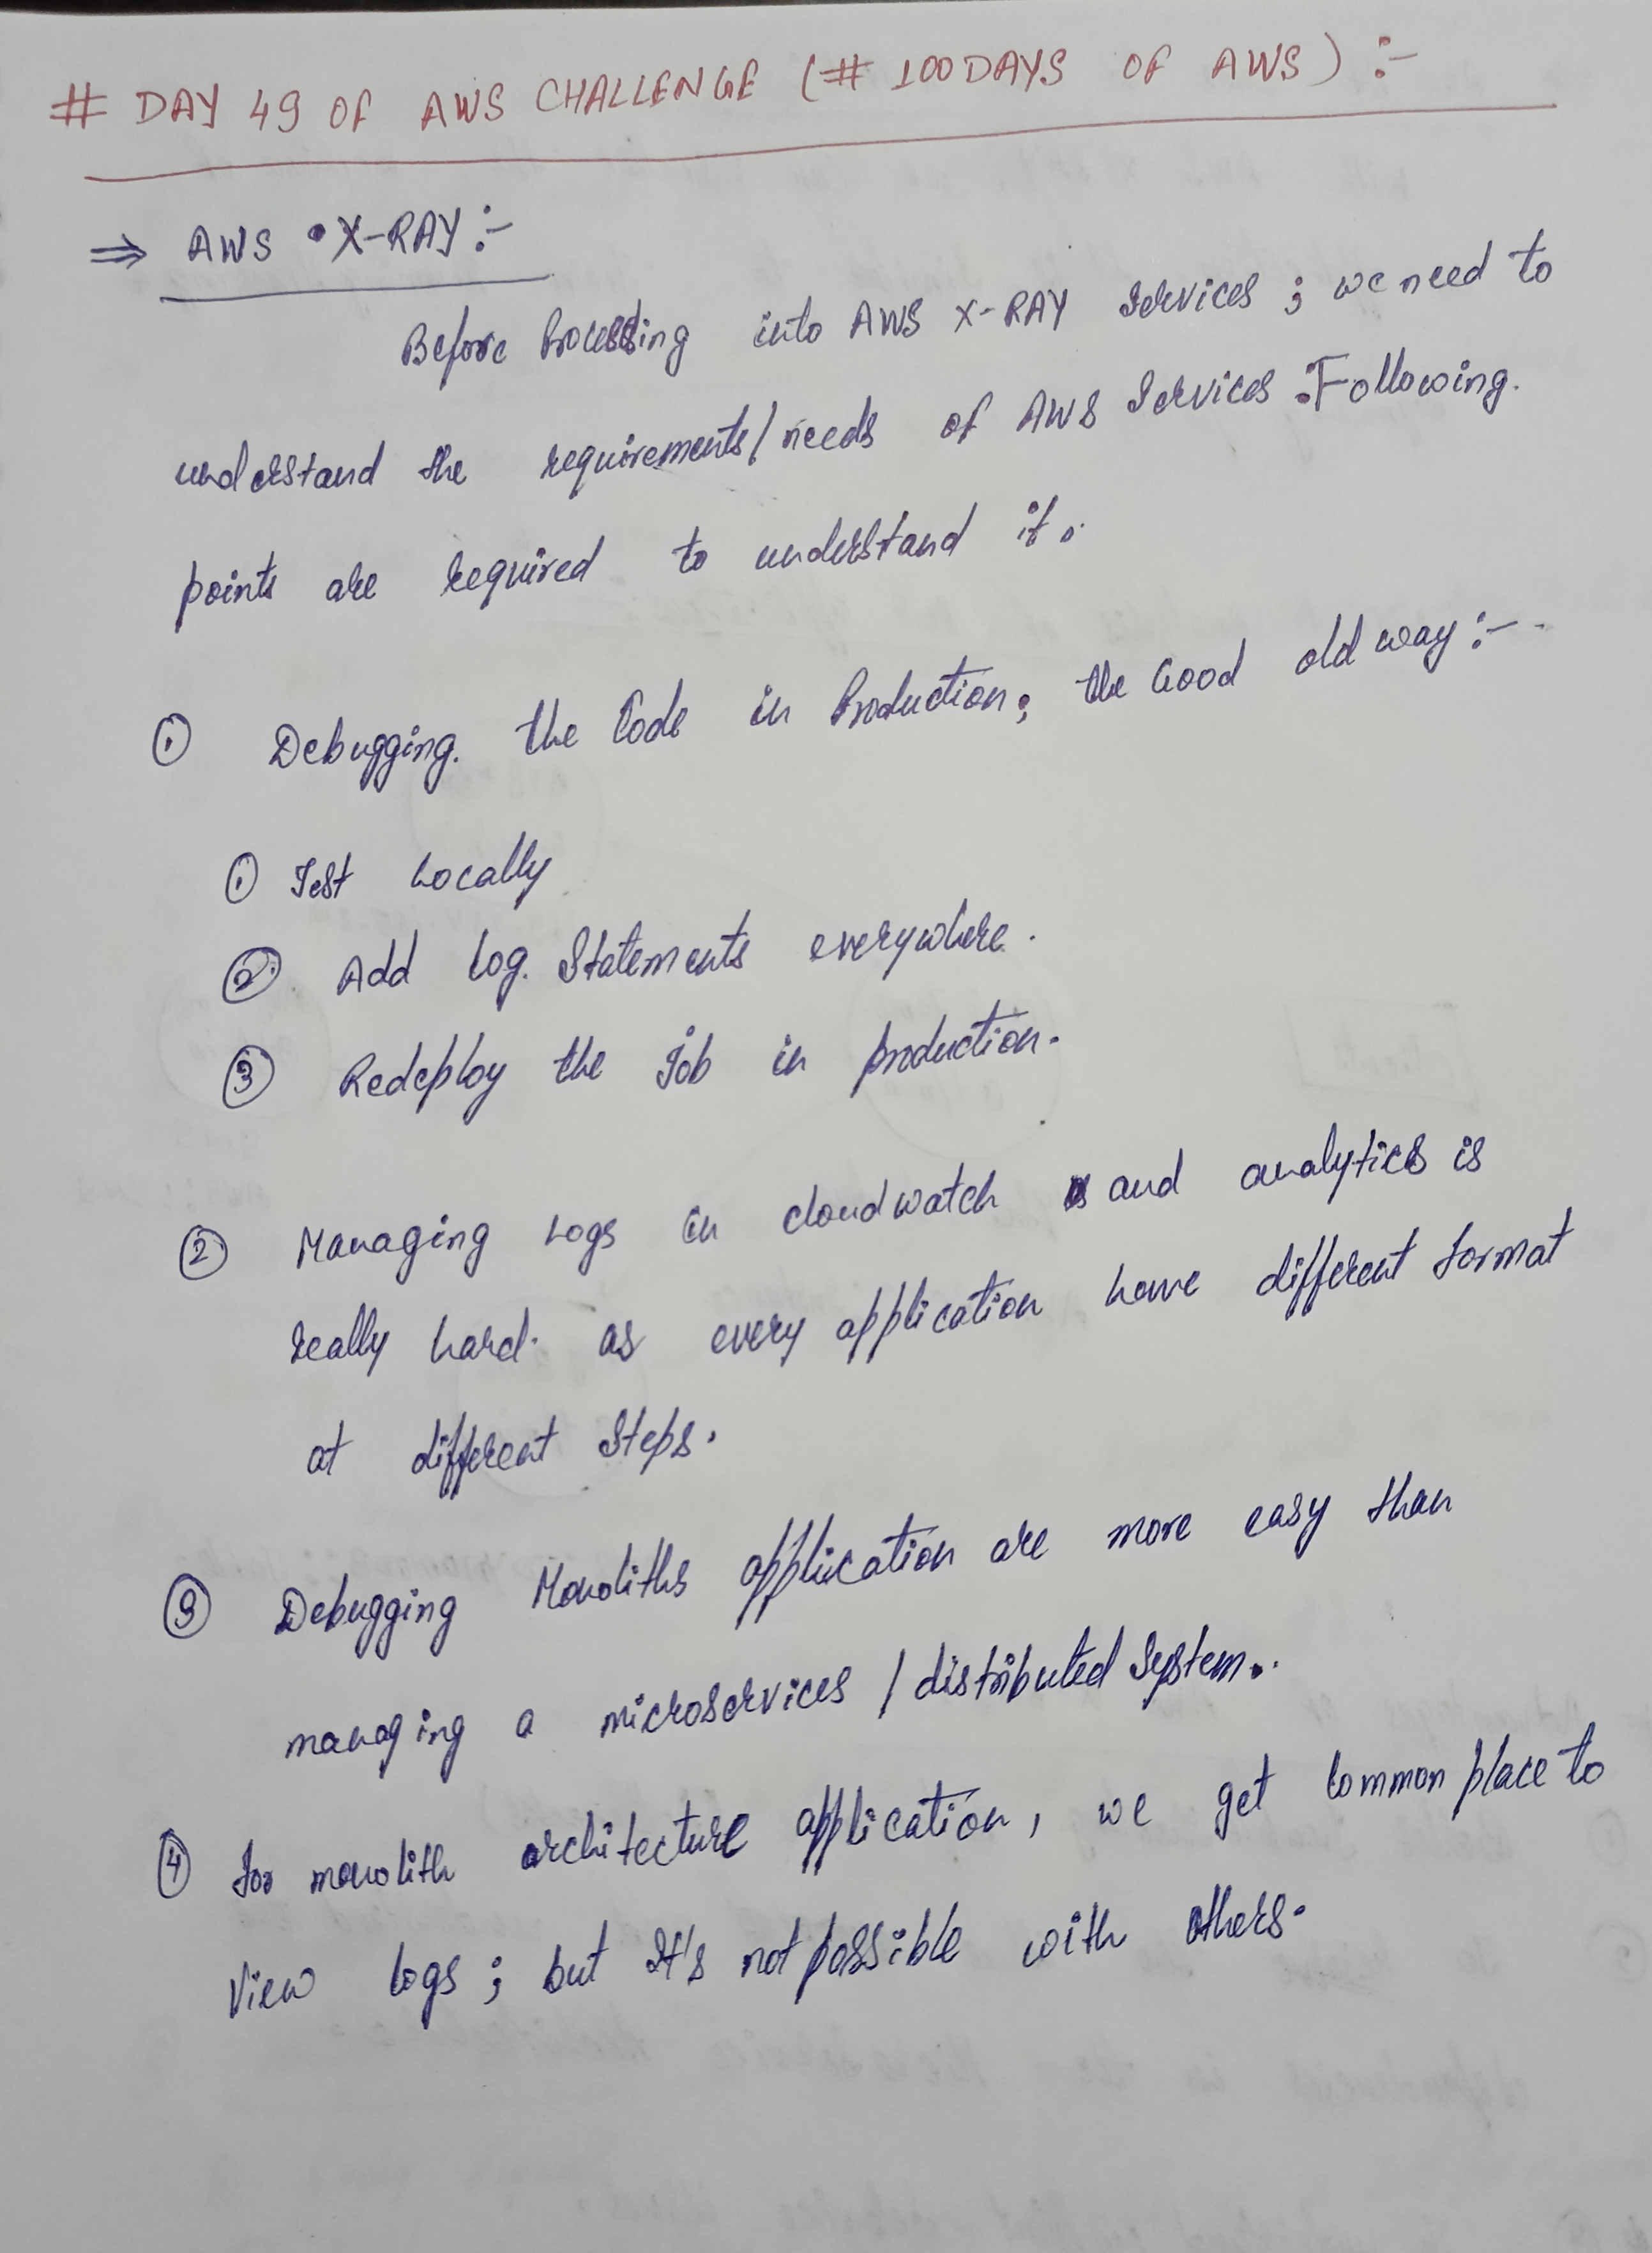 # DAY 49 OF AWS CHALLENGE (# 100DAYS OF AWS) :-
⇒ AWS •X-RAY :-
Before Processing into AWS X-RAY Services ; we need to
understand the requirements/needs of AWS Services. Following.
points are required to understand it.
① Debugging. the Code in Production, the Good old way :-
① Test Locally
② Add Log. Statements everywhere.
③ Redeploy the Job in production.
② Managing Logs in cloudwatch and analytics is
really hard. as every application have different format
at different Steps.
③ Debugging Monoliths application are more easy than
managing a microservices / distributed System..
④ For monolith architecture application, we get Common place to
View logs ; but It's not possible with others.